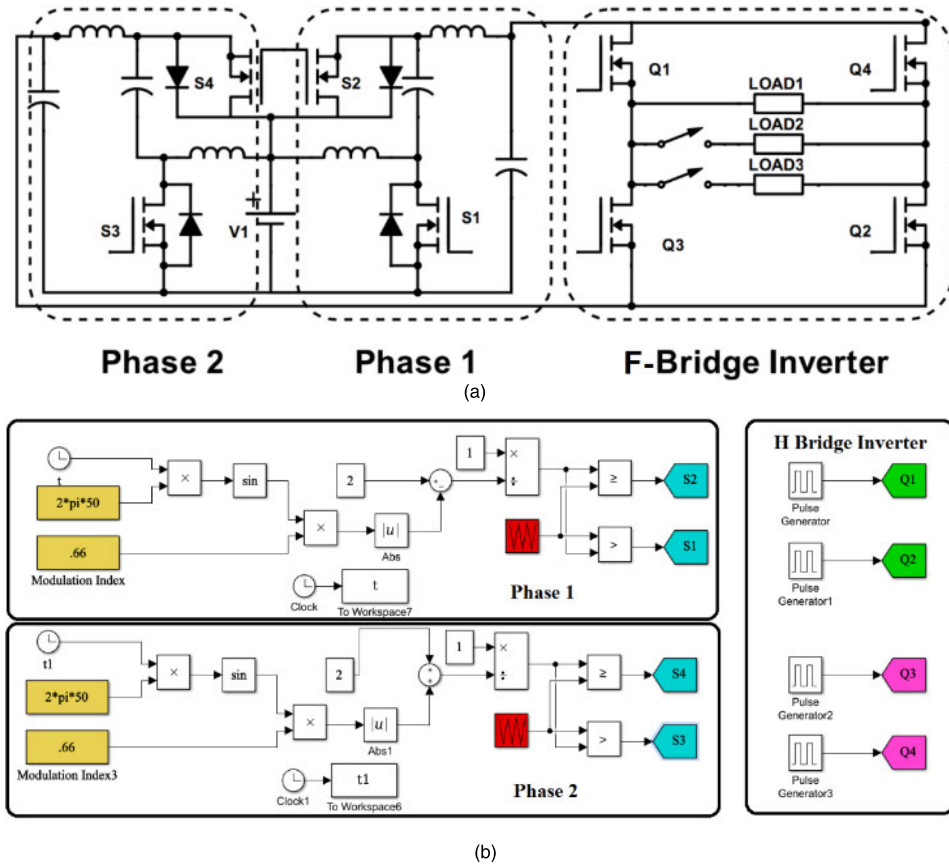 S4
S2
Q1
Q4
LOAD1
LOAD2
LOAD3
+
S3
V1
S1
Q3
Q2
Phase 2
Phase 1
F-Bridge Inverter
(a)
t
2*pi*50
.66
Modulation Index
×
sin
×
2
|u|
Abs
+
−
1
×
÷
≥
>
S2
S1
Clock
t
To Workspace7
Phase 1
t1
2*pi*50
.66
Modulation Index3
×
sin
×
2
|u|
Abs1
+
+
1
×
÷
≥
>
S4
S3
Clock1
t1
To Workspace6
Phase 2
H Bridge Inverter
Pulse
Generator
Q1
Pulse
Generator1
Q2
Pulse
Generator2
Q3
Pulse
Generator3
Q4
(b)